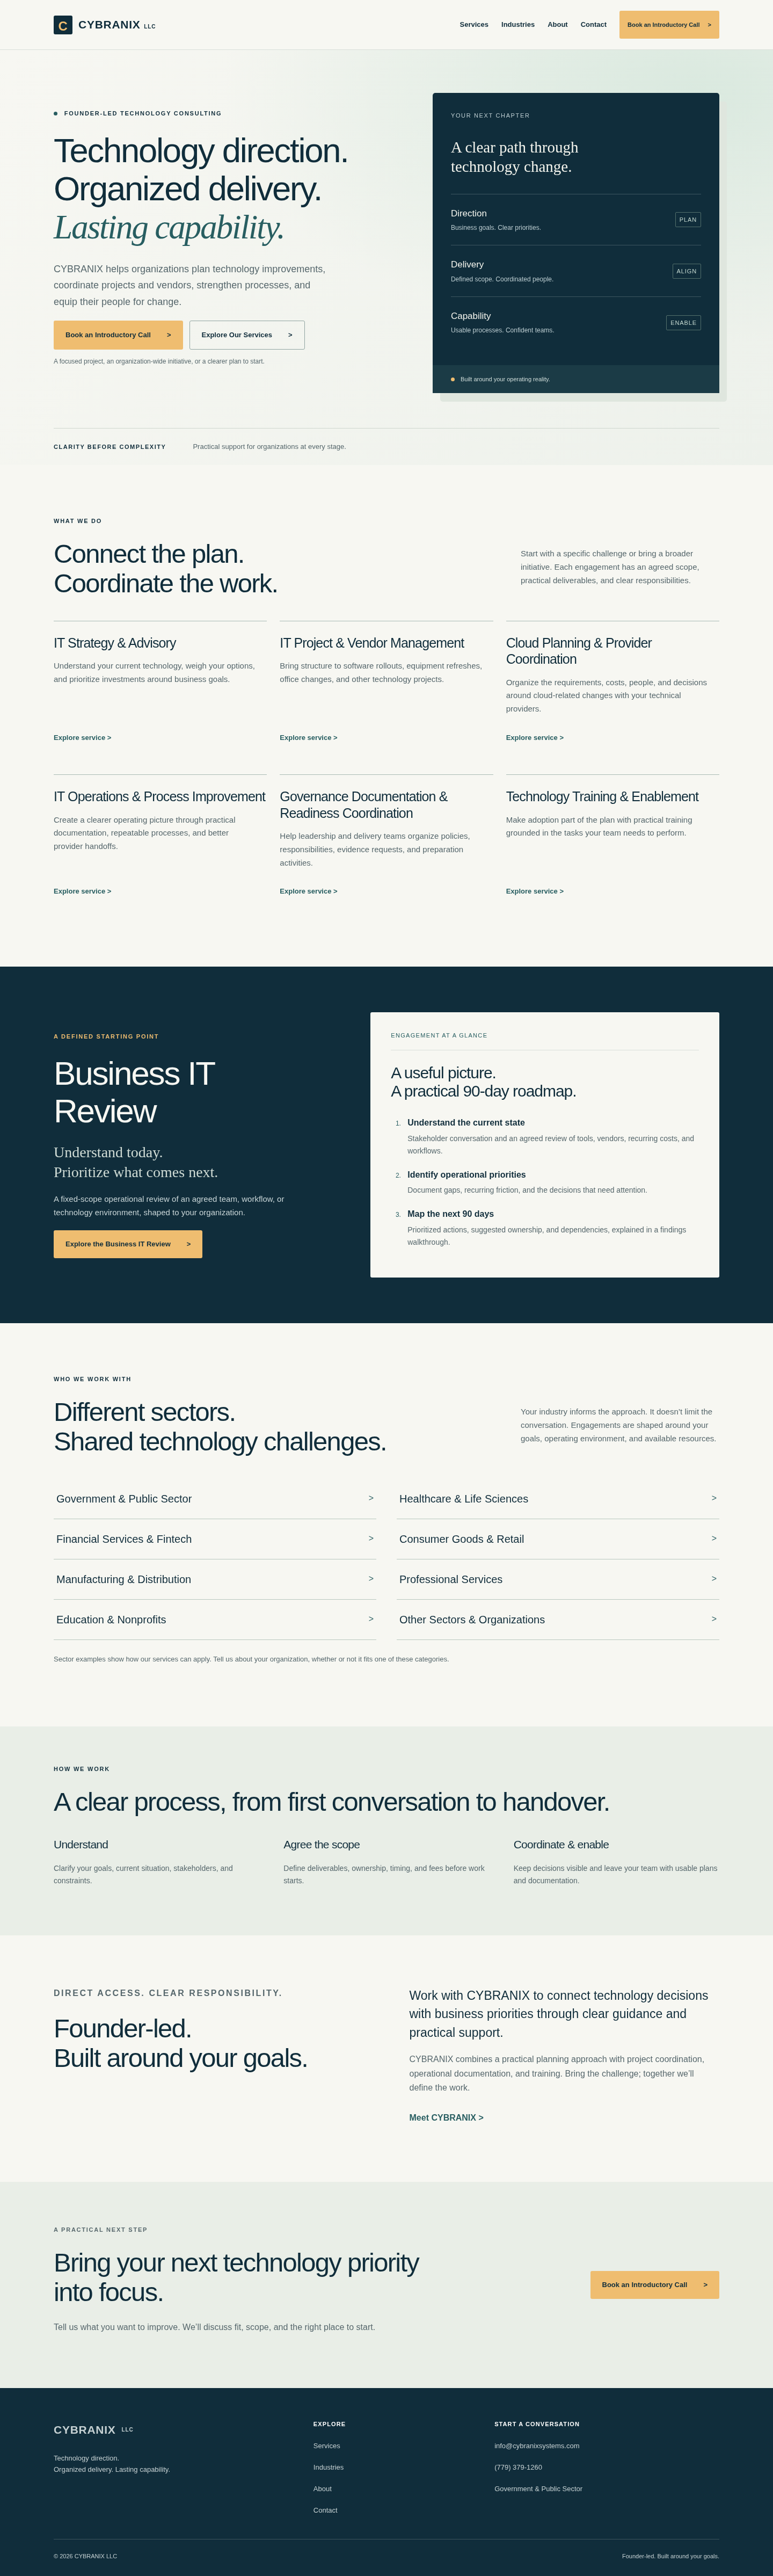 C CYBRANIX LLC
Services Industries About Contact Book an Introductory Call >
FOUNDER-LED TECHNOLOGY CONSULTING
Technology direction.
Organized delivery.
Lasting capability.
CYBRANIX helps organizations plan technology improvements,
coordinate projects and vendors, strengthen processes, and
equip their people for change.
Book an Introductory Call >
Explore Our Services >
A focused project, an organization-wide initiative, or a clearer plan to start.
YOUR NEXT CHAPTER
A clear path through
technology change.
Direction
Business goals. Clear priorities.
PLAN
Delivery
Defined scope. Coordinated people.
ALIGN
Capability
Usable processes. Confident teams.
ENABLE
Built around your operating reality.
CLARITY BEFORE COMPLEXITY
Practical support for organizations at every stage.
WHAT WE DO
Connect the plan.
Coordinate the work.
Start with a specific challenge or bring a broader
initiative. Each engagement has an agreed scope,
practical deliverables, and clear responsibilities.
IT Strategy & Advisory
Understand your current technology, weigh your options,
and prioritize investments around business goals.
Explore service >
IT Project & Vendor Management
Bring structure to software rollouts, equipment refreshes,
office changes, and other technology projects.
Explore service >
Cloud Planning & Provider
Coordination
Organize the requirements, costs, people, and decisions
around cloud-related changes with your technical
providers.
Explore service >
IT Operations & Process Improvement
Create a clearer operating picture through practical
documentation, repeatable processes, and better
provider handoffs.
Explore service >
Governance Documentation &
Readiness Coordination
Help leadership and delivery teams organize policies,
responsibilities, evidence requests, and preparation
activities.
Explore service >
Technology Training & Enablement
Make adoption part of the plan with practical training
grounded in the tasks your team needs to perform.
Explore service >
A DEFINED STARTING POINT
Business IT
Review
Understand today.
Prioritize what comes next.
A fixed-scope operational review of an agreed team, workflow, or
technology environment, shaped to your organization.
Explore the Business IT Review >
ENGAGEMENT AT A GLANCE
A useful picture.
A practical 90-day roadmap.
1. Understand the current state
Stakeholder conversation and an agreed review of tools, vendors, recurring costs, and
workflows.
2. Identify operational priorities
Document gaps, recurring friction, and the decisions that need attention.
3. Map the next 90 days
Prioritized actions, suggested ownership, and dependencies, explained in a findings
walkthrough.
WHO WE WORK WITH
Different sectors.
Shared technology challenges.
Your industry informs the approach. It doesn't limit the
conversation. Engagements are shaped around your
goals, operating environment, and available resources.
Government & Public Sector >
Healthcare & Life Sciences >
Financial Services & Fintech >
Consumer Goods & Retail >
Manufacturing & Distribution >
Professional Services >
Education & Nonprofits >
Other Sectors & Organizations >
Sector examples show how our services can apply. Tell us about your organization, whether or not it fits one of these categories.
HOW WE WORK
A clear process, from first conversation to handover.
Understand
Clarify your goals, current situation, stakeholders, and
constraints.
Agree the scope
Define deliverables, ownership, timing, and fees before work
starts.
Coordinate & enable
Keep decisions visible and leave your team with usable plans
and documentation.
DIRECT ACCESS. CLEAR RESPONSIBILITY.
Founder-led.
Built around your goals.
Work with CYBRANIX to connect technology decisions
with business priorities through clear guidance and
practical support.
CYBRANIX combines a practical planning approach with project coordination,
operational documentation, and training. Bring the challenge; together we'll
define the work.
Meet CYBRANIX >
A PRACTICAL NEXT STEP
Bring your next technology priority
into focus.
Tell us what you want to improve. We'll discuss fit, scope, and the right place to start.
Book an Introductory Call >
CYBRANIX LLC
Technology direction.
Organized delivery. Lasting capability.
EXPLORE
Services
Industries
About
Contact
START A CONVERSATION
info@cybranixsystems.com
(779) 379-1260
Government & Public Sector
© 2026 CYBRANIX LLC
Founder-led. Built around your goals.